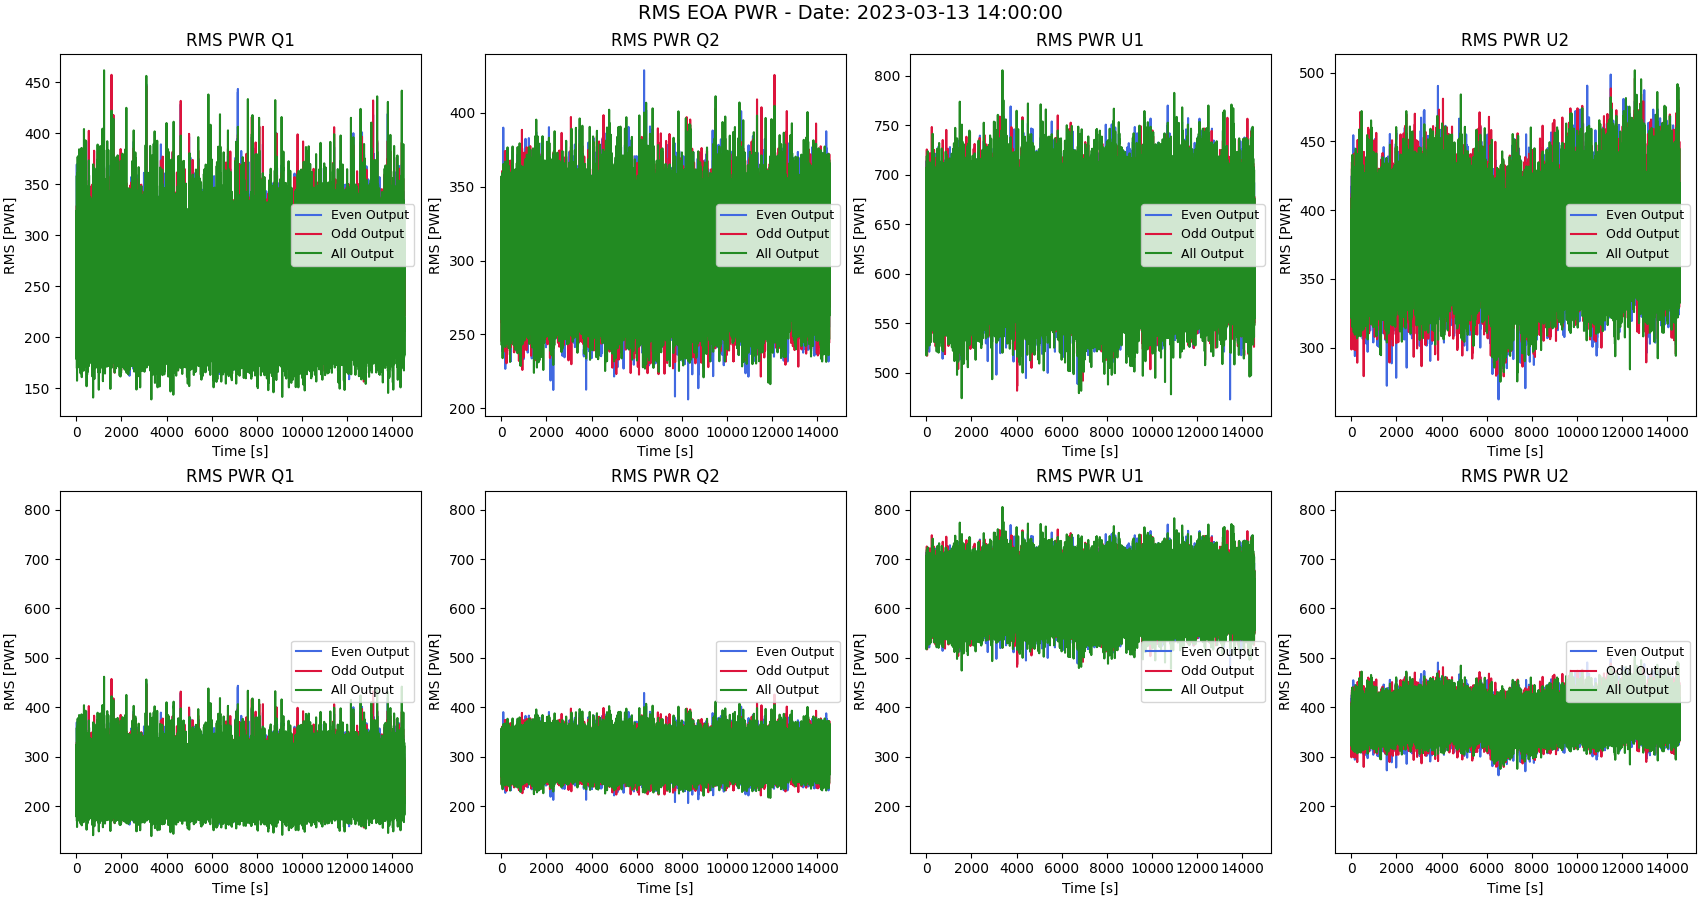 RMS EOA PWR - Date: 2023-03-13 14:00:00
RMS PWR Q1
RMS [PWR]
450
400
350
300
250
200
150
Even Output
Odd Output
All Output
0 2000 4000 6000 8000 10000 12000 14000
Time [s]
RMS PWR Q2
RMS [PWR]
400
350
300
250
200
Even Output
Odd Output
All Output
0 2000 4000 6000 8000 10000 12000 14000
Time [s]
RMS PWR U1
RMS [PWR]
800
750
700
650
600
550
500
Even Output
Odd Output
All Output
0 2000 4000 6000 8000 10000 12000 14000
Time [s]
RMS PWR U2
RMS [PWR]
500
450
400
350
300
Even Output
Odd Output
All Output
0 2000 4000 6000 8000 10000 12000 14000
Time [s]
RMS PWR Q1
RMS [PWR]
800
700
600
500
400
300
200
Even Output
Odd Output
All Output
0 2000 4000 6000 8000 10000 12000 14000
Time [s]
RMS PWR Q2
RMS [PWR]
800
700
600
500
400
300
200
Even Output
Odd Output
All Output
0 2000 4000 6000 8000 10000 12000 14000
Time [s]
RMS PWR U1
RMS [PWR]
800
700
600
500
400
300
200
Even Output
Odd Output
All Output
0 2000 4000 6000 8000 10000 12000 14000
Time [s]
RMS PWR U2
RMS [PWR]
800
700
600
500
400
300
200
Even Output
Odd Output
All Output
0 2000 4000 6000 8000 10000 12000 14000
Time [s]